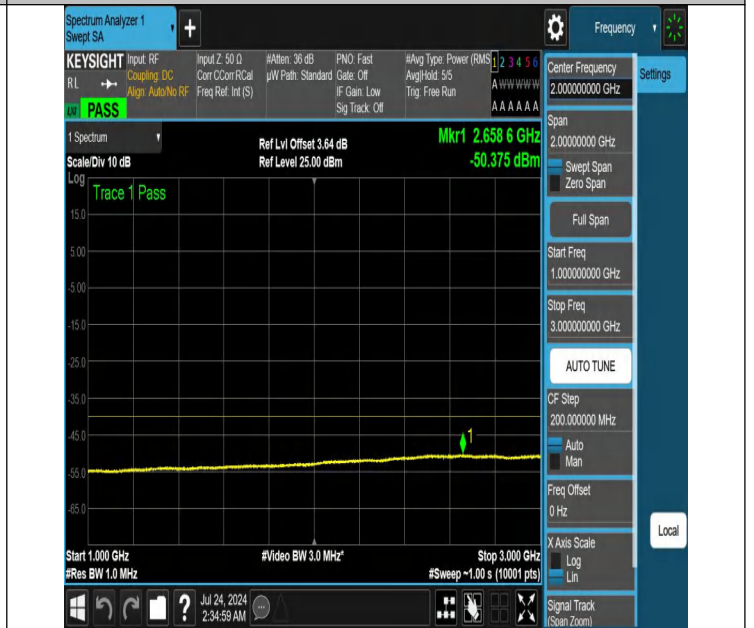 Spectrum Analyzer 1
Swept SA
+
Frequency
KEYSIGHT
RL
PASS
Input: RF
Coupling: DC
Align: Auto/No RF
Input Z: 50 Ω
Corr CCorr RCal
Freq Ref: Int (S)
#Atten: 36 dB
µW Path: Standard
PNO: Fast
Gate: Off
IF Gain: Low
Sig Track: Off
#Avg Type: Power (RMS
Avg|Hold: 5/5
Trig: Free Run
1 2 3 4 5 6
A W W W W W
A A A A A A
Center Frequency
2.000000000 GHz
Settings
Span
2.00000000 GHz
Swept Span
Zero Span
Full Span
Start Freq
1.000000000 GHz
Stop Freq
3.000000000 GHz
AUTO TUNE
CF Step
200.000000 MHz
Auto
Man
Freq Offset
0 Hz
X Axis Scale
Log
Lin
Signal Track
(Span Zoom)
Local
1 Spectrum
Scale/Div 10 dB
Ref Lvl Offset 3.64 dB
Ref Level 25.00 dBm
Mkr1 2.658 6 GHz
-50.375 dBm
Log
Trace 1 Pass
15.0
5.00
-5.00
-15.0
-25.0
-35.0
-45.0
-55.0
-65.0
1
Start 1.000 GHz
#Res BW 1.0 MHz
#Video BW 3.0 MHz*
Stop 3.000 GHz
#Sweep ~1.00 s (10001 pts)
?
Jul 24, 2024
2:34:59 AM